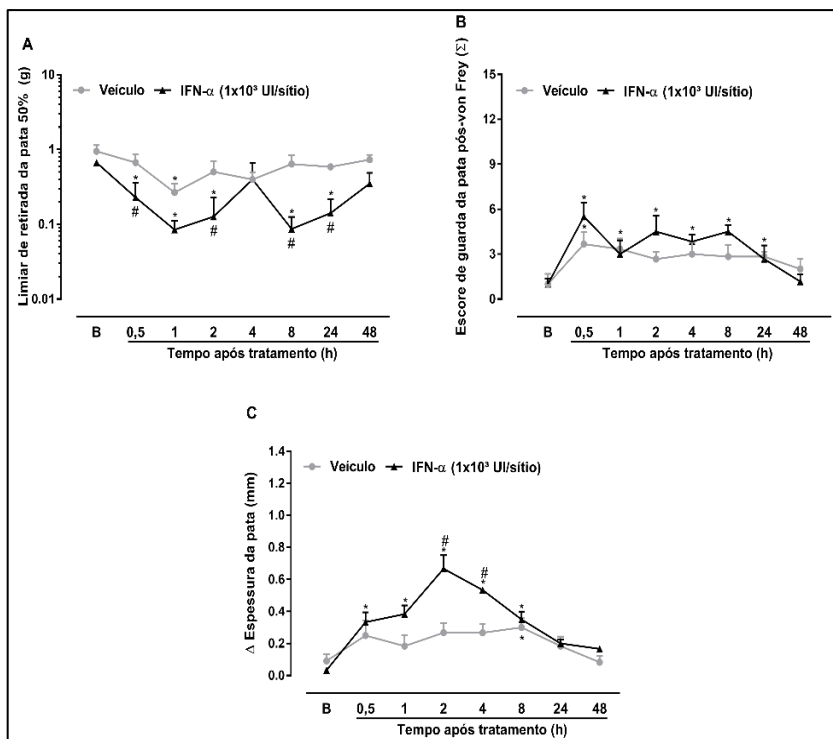 A
Limiar de retirada da pata 50% (g)
Veículo
IFN-α (1x10³ UI/sítio)
10
1
0.1
0.01
* * * * * *
# # # #
B 0,5 1 2 4 8 24 48
Tempo após tratamento (h)
B
Escore de guarda da pata pós-von Frey (Σ)
Veículo
IFN-α (1x10³ UI/sítio)
15
12
9
6
3
0
* * * * * * * *
B 0,5 1 2 4 8 24 48
Tempo após tratamento (h)
C
Δ Espessura da pata (mm)
Veículo
IFN-α (1x10³ UI/sítio)
1.4
1.2
1.0
0.8
0.6
0.4
0.2
0.0
# #
* * * * * *
B 0,5 1 2 4 8 24 48
Tempo após tratamento (h)